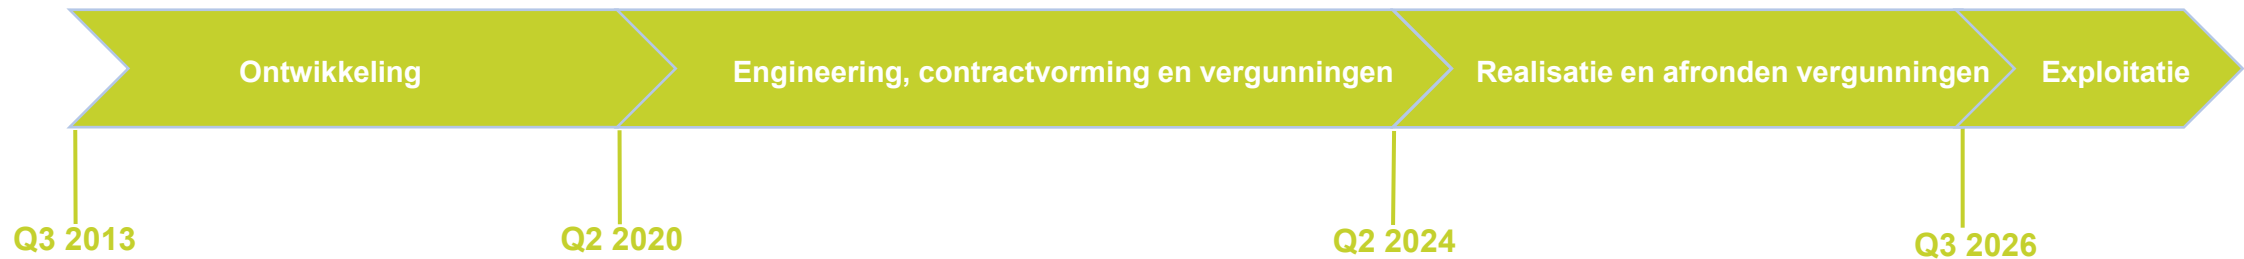 Ontwikkeling
Engineering, contractvorming en vergunningen
Realisatie en afronden vergunningen
Exploitatie
Q3 2013
Q2 2020
Q2 2024
Q3 2026